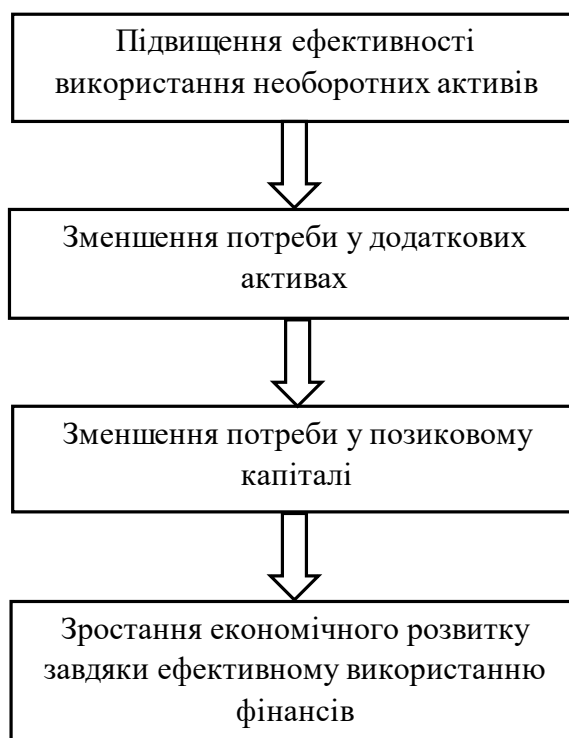 Підвищення ефективності
використання необоротних активів
Зменшення потреби у додаткових
активах
Зменшення потреби у позиковому
капіталі
Зростання економічного розвитку
завдяки ефективному використанню
фінансів